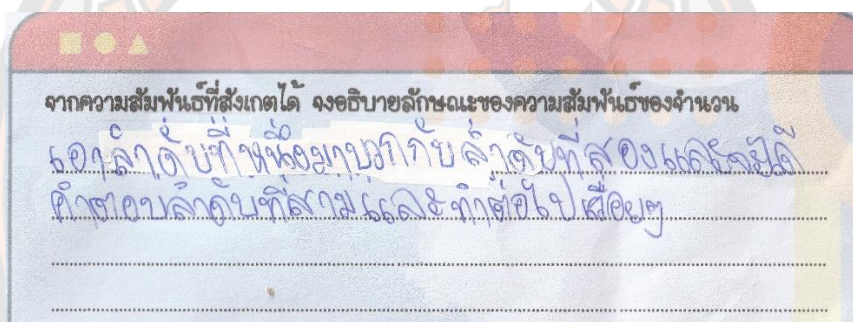 จากความสัมพันธ์ที่สังเกตได้ จงอธิบายลักษณะของความสัมพันธ์ของจำนวน
เอาลำดับที่หนึ่งมาบวกกับลำดับที่สองและจะได้
คำตอบลำดับที่สามและทำต่อไปเรื่อยๆ